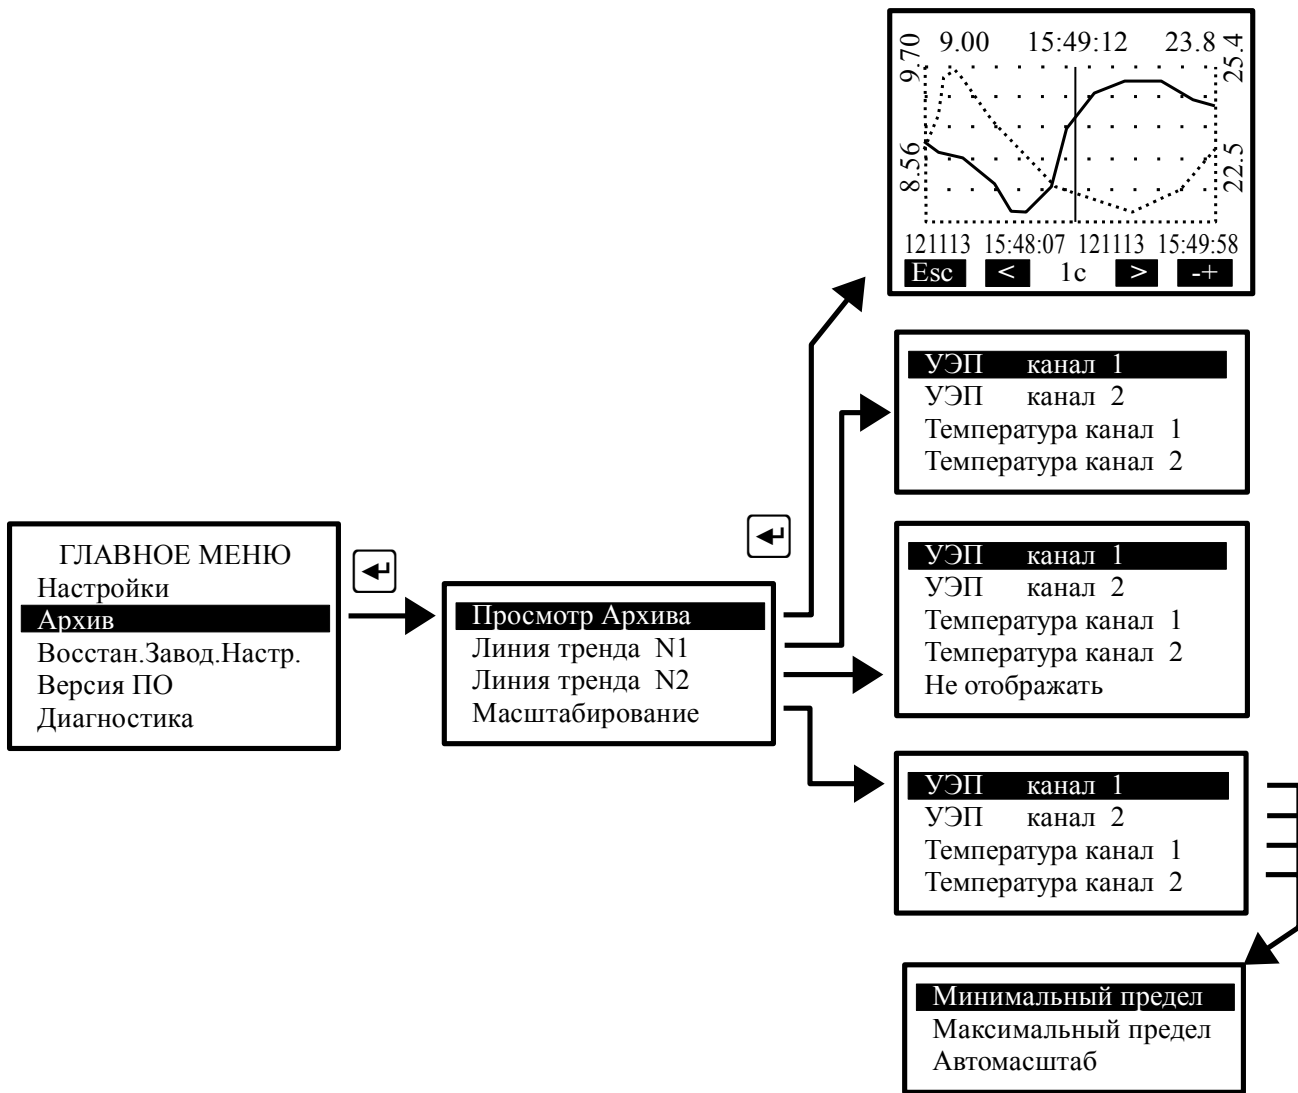 9.00 15:49:12 23.8
9.70
25.4
8.56
22.5
121113 15:48:07 121113 15:49:58
Esc < 1c > -+
УЭП канал 1
УЭП канал 2
Температура канал 1
Температура канал 2
ГЛАВНОЕ МЕНЮ
Настройки
Архив
Восстан.Завод.Настр.
Версия ПО
Диагностика
Просмотр Архива
Линия тренда N1
Линия тренда N2
Масштабирование
УЭП канал 1
УЭП канал 2
Температура канал 1
Температура канал 2
Не отображать
УЭП канал 1
УЭП канал 2
Температура канал 1
Температура канал 2
Минимальный предел
Максимальный предел
Автомасштаб